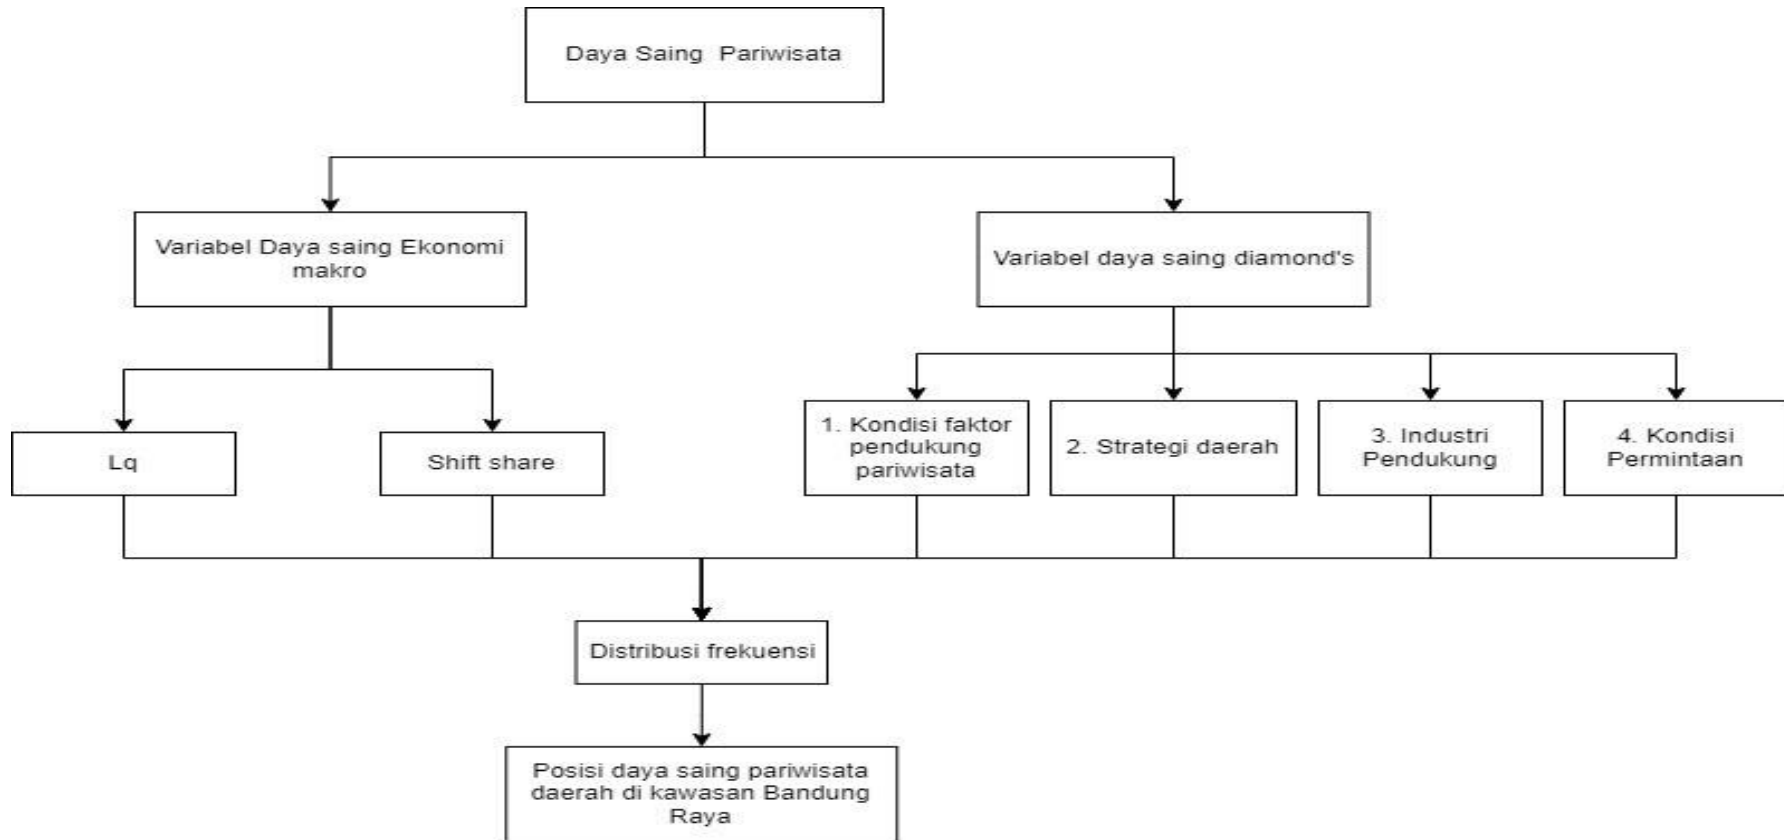 Daya Saing  Pariwisata
Variabel Daya saing Ekonomi
makro
Variabel daya saing diamond's
Lq
Shift share
1. Kondisi faktor
pendukung
pariwisata
2. Strategi daerah
3. Industri
Pendukung
4. Kondisi
Permintaan
Distribusi frekuensi
Posisi daya saing pariwisata
daerah di kawasan Bandung
Raya